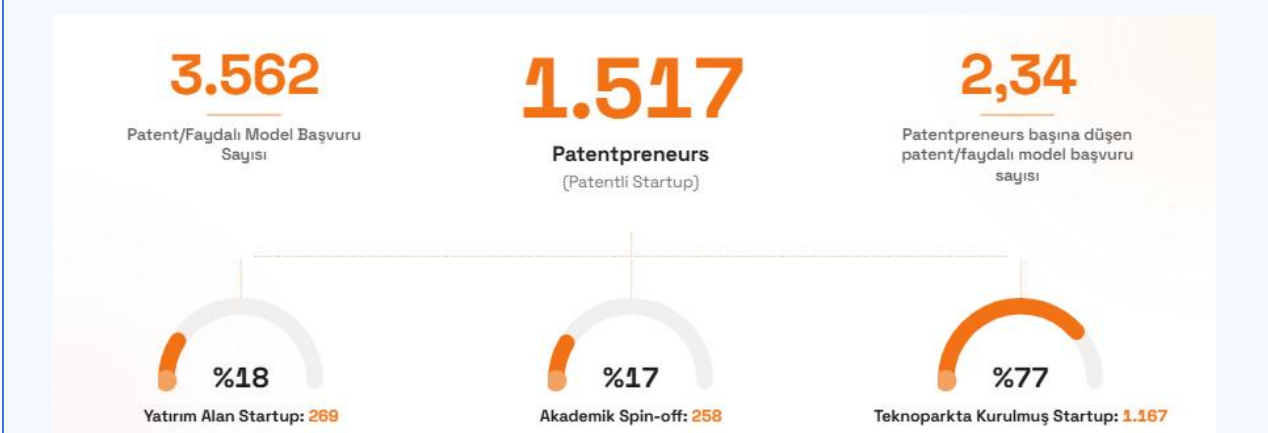 3.562
Patent/Faydalı Model Başvuru
Sayısı
1.517
Patentpreneurs
(Patentli Startup)
2,34
Patentpreneurs başına düşen
patent/faydalı model başvuru
sayısı
%18
Yatırım Alan Startup: 269
%17
Akademik Spin-off: 258
%77
Teknoparkta Kurulmuş Startup: 1.167